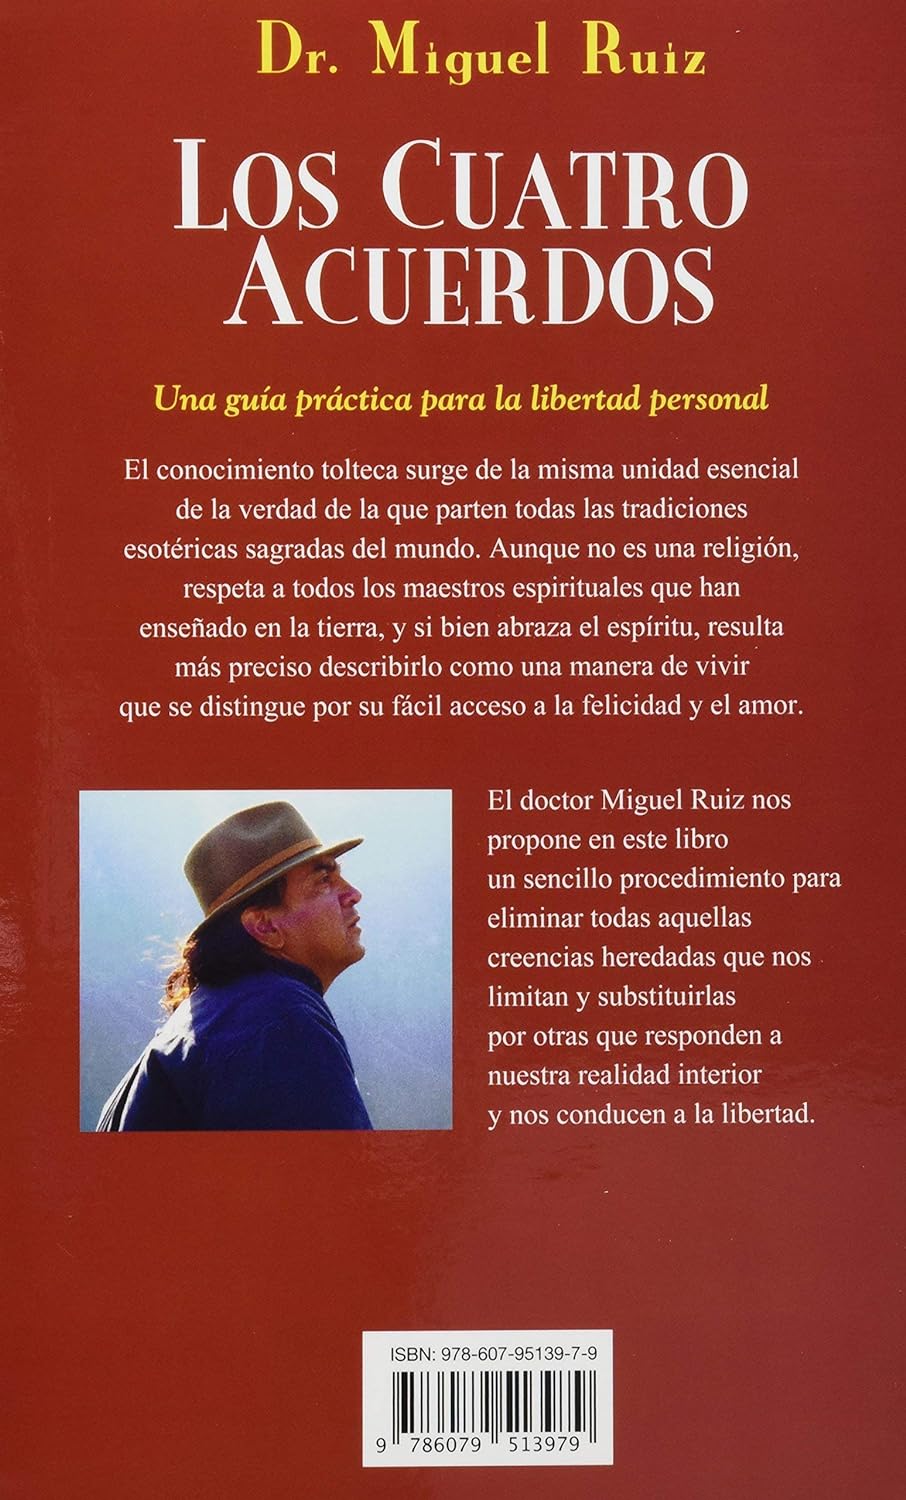 Dr. Miguel Ruiz
LOS CUATRO
ACUERDOS
Una guía práctica para la libertad personal
El conocimiento tolteca surge de la misma unidad esencial
de la verdad de la que parten todas las tradiciones
esotéricas sagradas del mundo. Aunque no es una religión,
respeta a todos los maestros espirituales que han
enseñado en la tierra, y si bien abraza el espíritu, resulta
más preciso describirlo como una manera de vivir
que se distingue por su fácil acceso a la felicidad y el amor.
El doctor Miguel Ruiz nos
propone en este libro
un sencillo procedimiento para
eliminar todas aquellas
creencias heredadas que nos
limitan y substituirlas
por otras que responden a
nuestra realidad interior
y nos conducen a la libertad.
ISBN: 978-607-95139-7-9
9 786079 513979